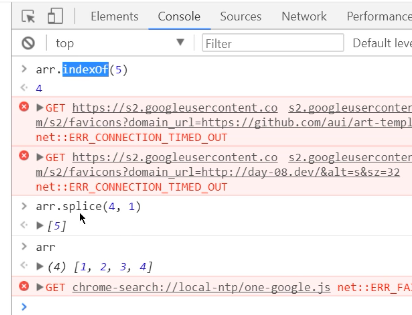 Elements Console Sources Network Performance
top Filter Default leve
> arr.indexOf(5)
< 4
GET https://s2.googleusercontent.co s2.googleusercontent.
m/s2/favicons?domain_url=https://github.com/aui/art-templ
net::ERR_CONNECTION_TIMED_OUT
GET https://s2.googleusercontent.co s2.googleusercontent.
m/s2/favicons?domain_url=http://day-08.dev/&alt=s&sz=32
net::ERR_CONNECTION_TIMED_OUT
> arr.splice(4, 1)
< [5]
> arr
< (4) [1, 2, 3, 4]
GET chrome-search://local-ntp/one-google.js net::ERR_FA
>